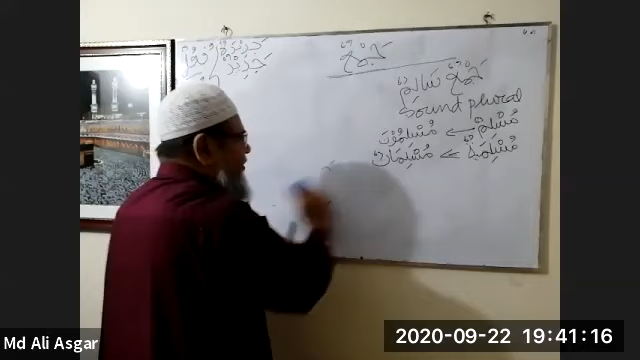 جَمْعٌ
جَمْعٌ سَالِمٌ
Sound plural
مُسْلِمٌ → مُسْلِمُوْنَ
مُسْلِمَةٌ → مُسْلِمَاتٌ
Md Ali Asgar
2020-09-22 19:41:16